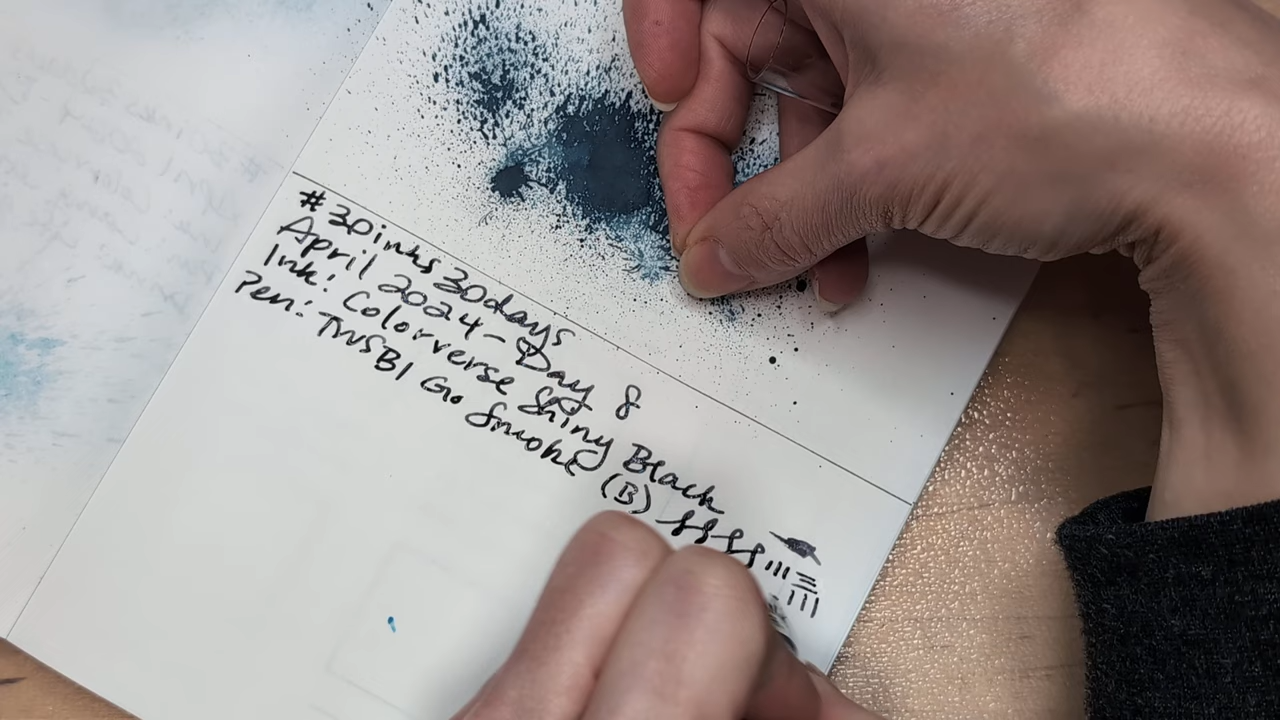 #30inks30days
April 2024 - Day 8
Ink: Colorverse Shiny Black
Pen: TWSBI Go Smoke (B)